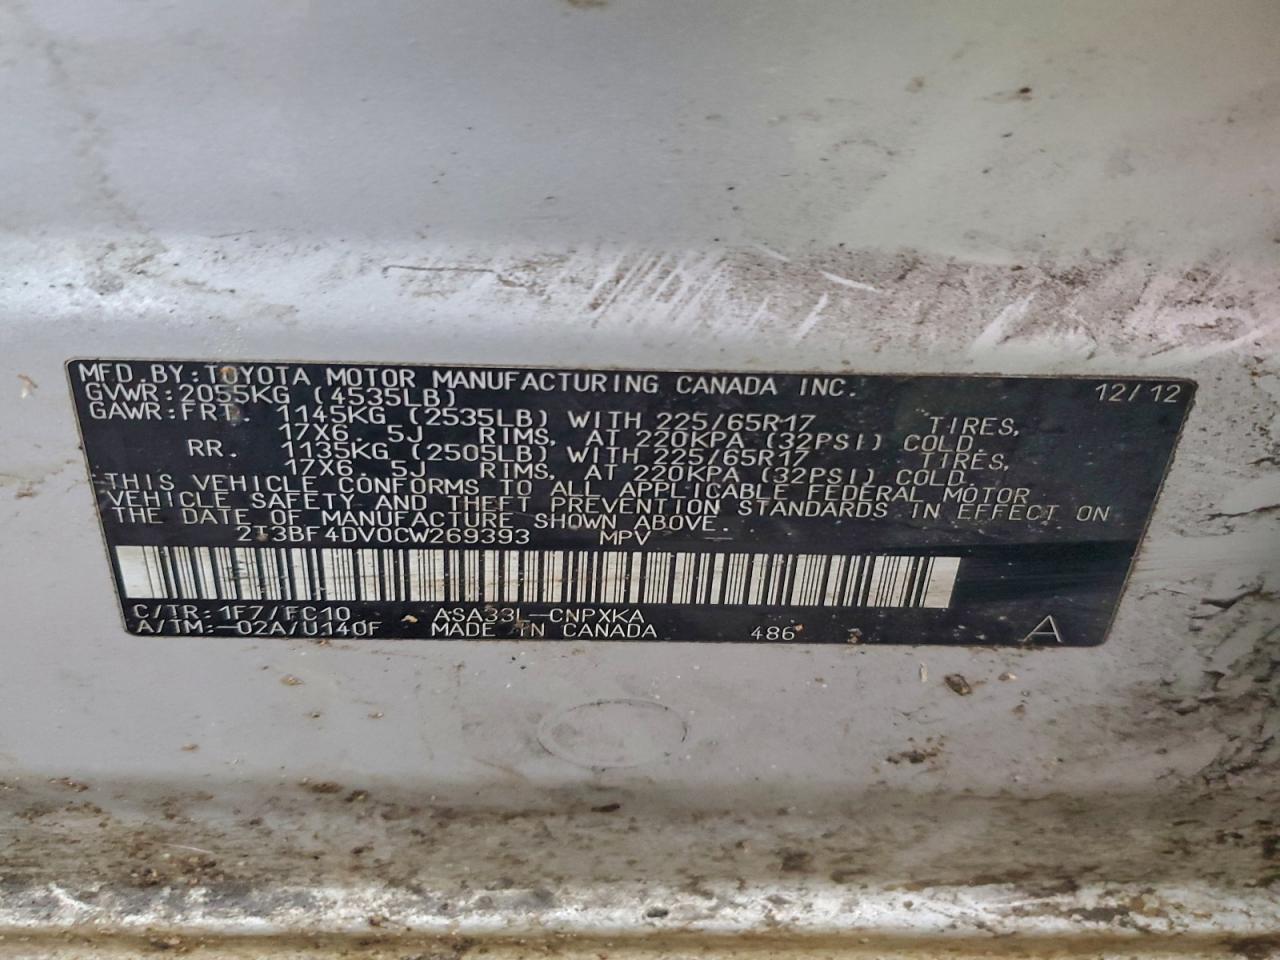 MFD. BY: TOYOTA MOTOR MANUFACTURING CANADA INC. 12/12
GVWR: 2055KG (4535LB)
GAWR: FRT. 1145KG (2535LB) WITH 225/65R17 TIRES,
17X6.5J RIMS, AT 220KPA (32PSI) COLD
RR. 1135KG (2505LB) WITH 225/65R17 TIRES,
17X6.5J RIMS, AT 220KPA (32PSI) COLD.
THIS VEHICLE CONFORMS TO ALL APPLICABLE FEDERAL MOTOR
VEHICLE SAFETY AND THEFT PREVENTION STANDARDS IN EFFECT ON
THE DATE OF MANUFACTURE SHOWN ABOVE.
2T3BF4DV0CW269393 MPV
C/TR: 1F7/FC10 ASA33L-CNPXKA
A/TM: -02A/U140F MADE IN CANADA 486 A